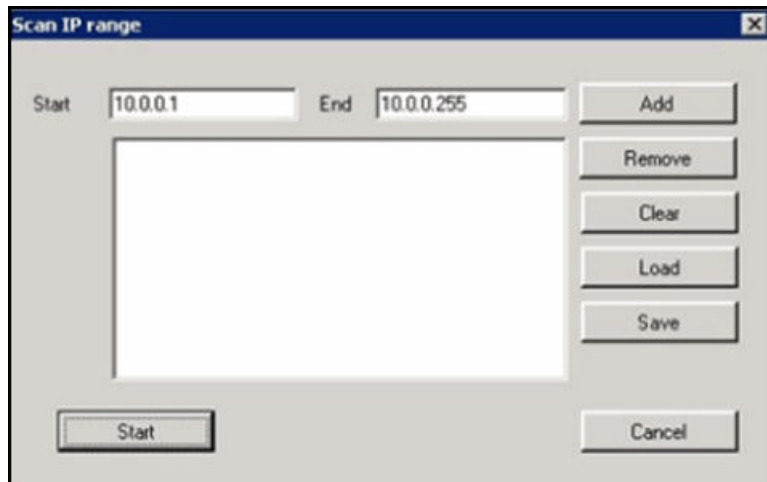 Scan IP range
Start 10.0.0.1 End 10.0.0.255 Add
Remove
Clear
Load
Save
Start Cancel